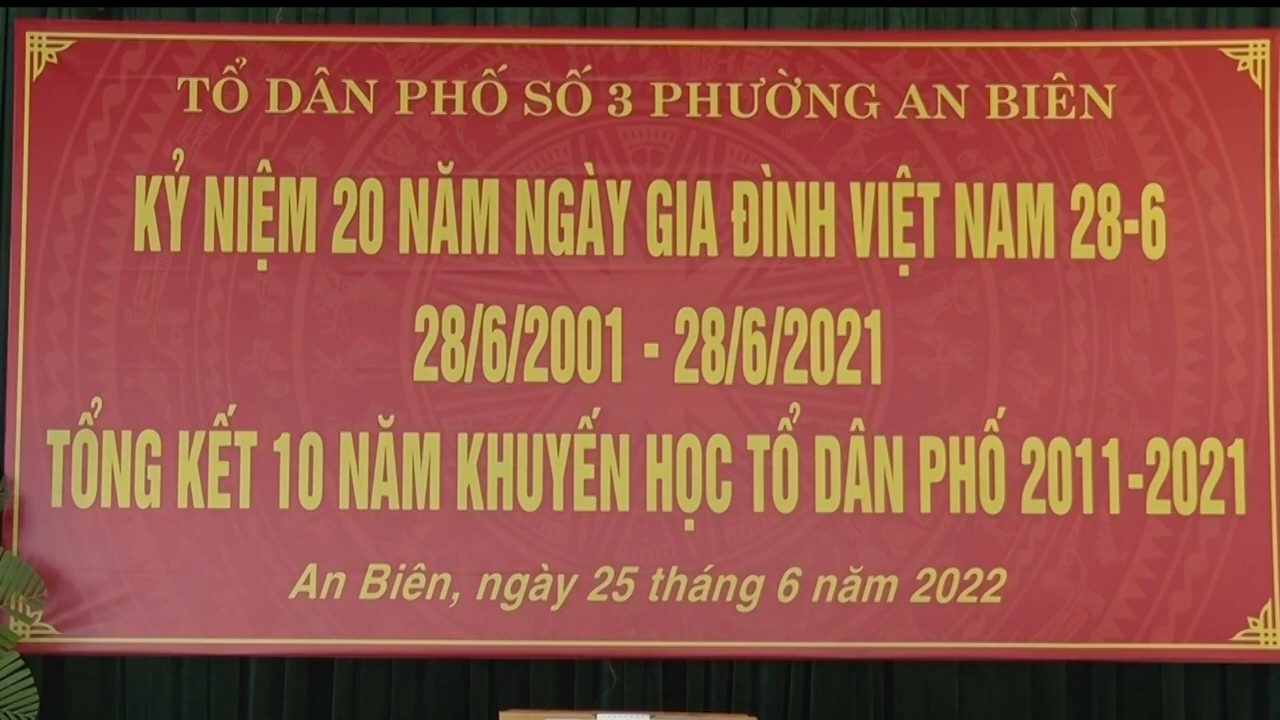 TỔ DÂN PHỐ SỐ 3 PHƯỜNG AN BIÊN
KỶ NIỆM 20 NĂM NGÀY GIA ĐÌNH VIỆT NAM 28-6
28/6/2001 - 28/6/2021
TỔNG KẾT 10 NĂM KHUYẾN HỌC TỔ DÂN PHỐ 2011-2021
An Biên, ngày 25 tháng 6 năm 2022